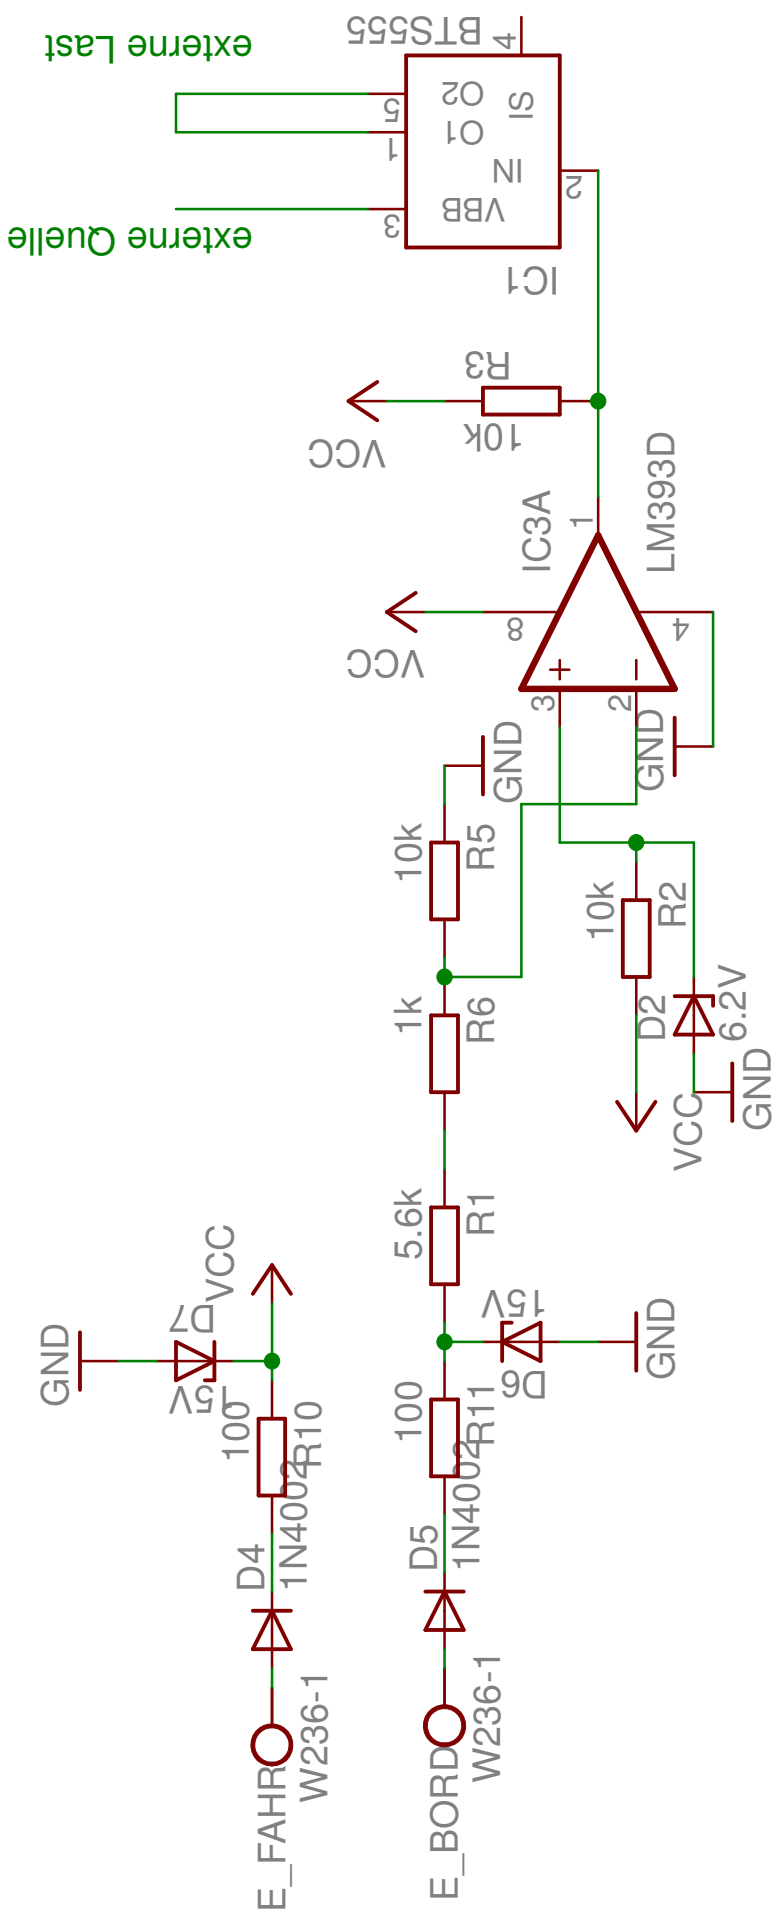 externe Last
externe Quelle
BTS555
4
5
O2
1
O1
IS
IN
3
VBB
2
IC1
R3
10k
VCC
IC3A
1
LM393D
VCC
8
4
3
2
+
−
GND
GND
10k
R5
10k
R2
1k
R6
D2
6.2V
VCC
GND
5.6k
R1
GND
D7
15V
VCC
100
R10
D4
1N4002
E_FAHR
W236-1
15V
D6
GND
100
R11
D5
1N4002
E_BORD
W236-1